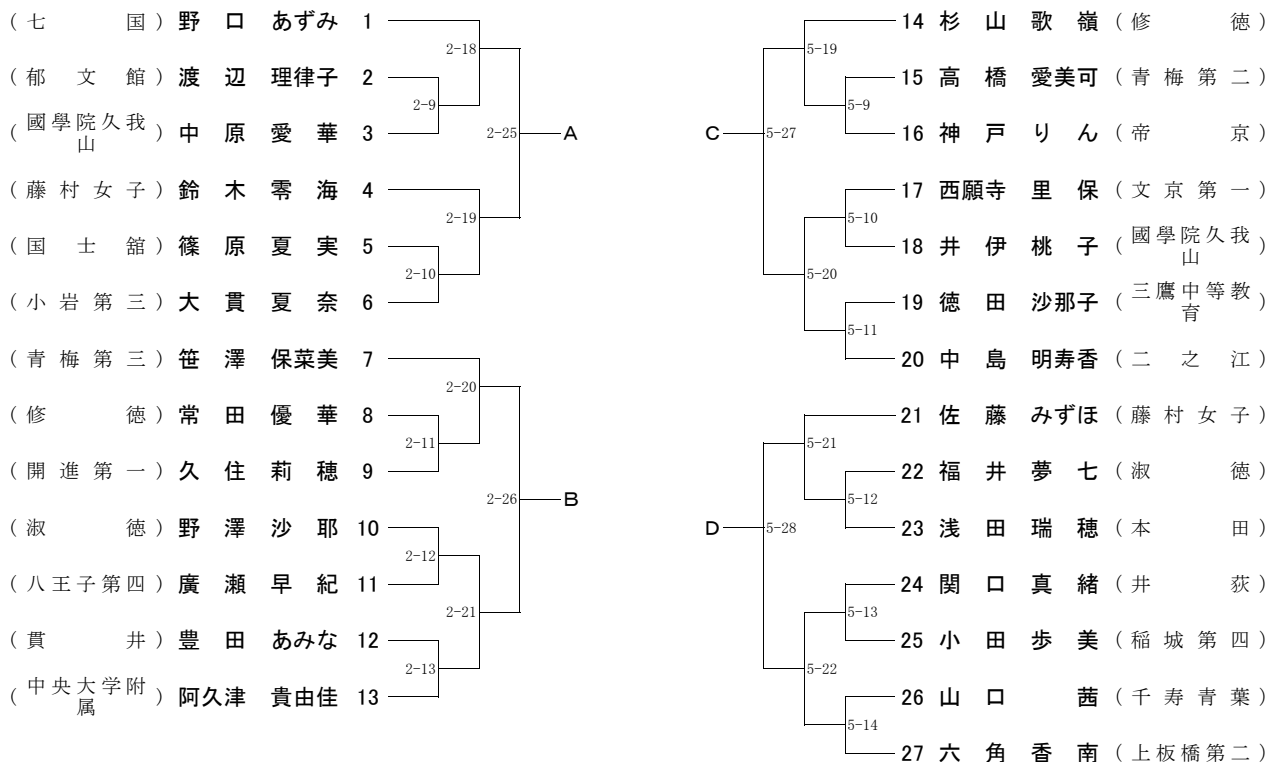 (七国) 野口 あずみ 1
2-18
(郁文館) 渡辺 理律子 2
2-9
(國學院久我山) 中原 愛華 3
2-25
A
(藤村女子) 鈴木 零海 4
2-19
(国士舘) 篠原 夏実 5
2-10
(小岩第三) 大貫 夏奈 6
(青梅第三) 笹澤 保菜美 7
2-20
(修徳) 常田 優華 8
2-11
(開進第一) 久住 莉穂 9
2-26
B
(淑徳) 野澤 沙耶 10
2-12
(八王子第四) 廣瀬 早紀 11
2-21
(貫井) 豊田 あみな 12
2-13
(中央大学附属) 阿久津 貴由佳 13
14 杉山 歌嶺 (修徳)
5-19
15 高橋 愛美可 (青梅第二)
5-9
16 神戸 りん (帝京)
C
5-27
17 西願寺 里保 (文京第一)
5-10
18 井伊 桃子 (國學院久我山)
5-20
19 徳田 沙那子 (三鷹中等教育)
5-11
20 中島 明寿香 (二之江)
21 佐藤 みずほ (藤村女子)
5-21
22 福井 夢七 (淑徳)
5-12
23 浅田 瑞穂 (本田)
D
5-28
24 関口 真緒 (井荻)
5-13
25 小田 歩美 (稲城第四)
5-22
26 山口 茜 (千寿青葉)
5-14
27 六角 香南 (上板橋第二)